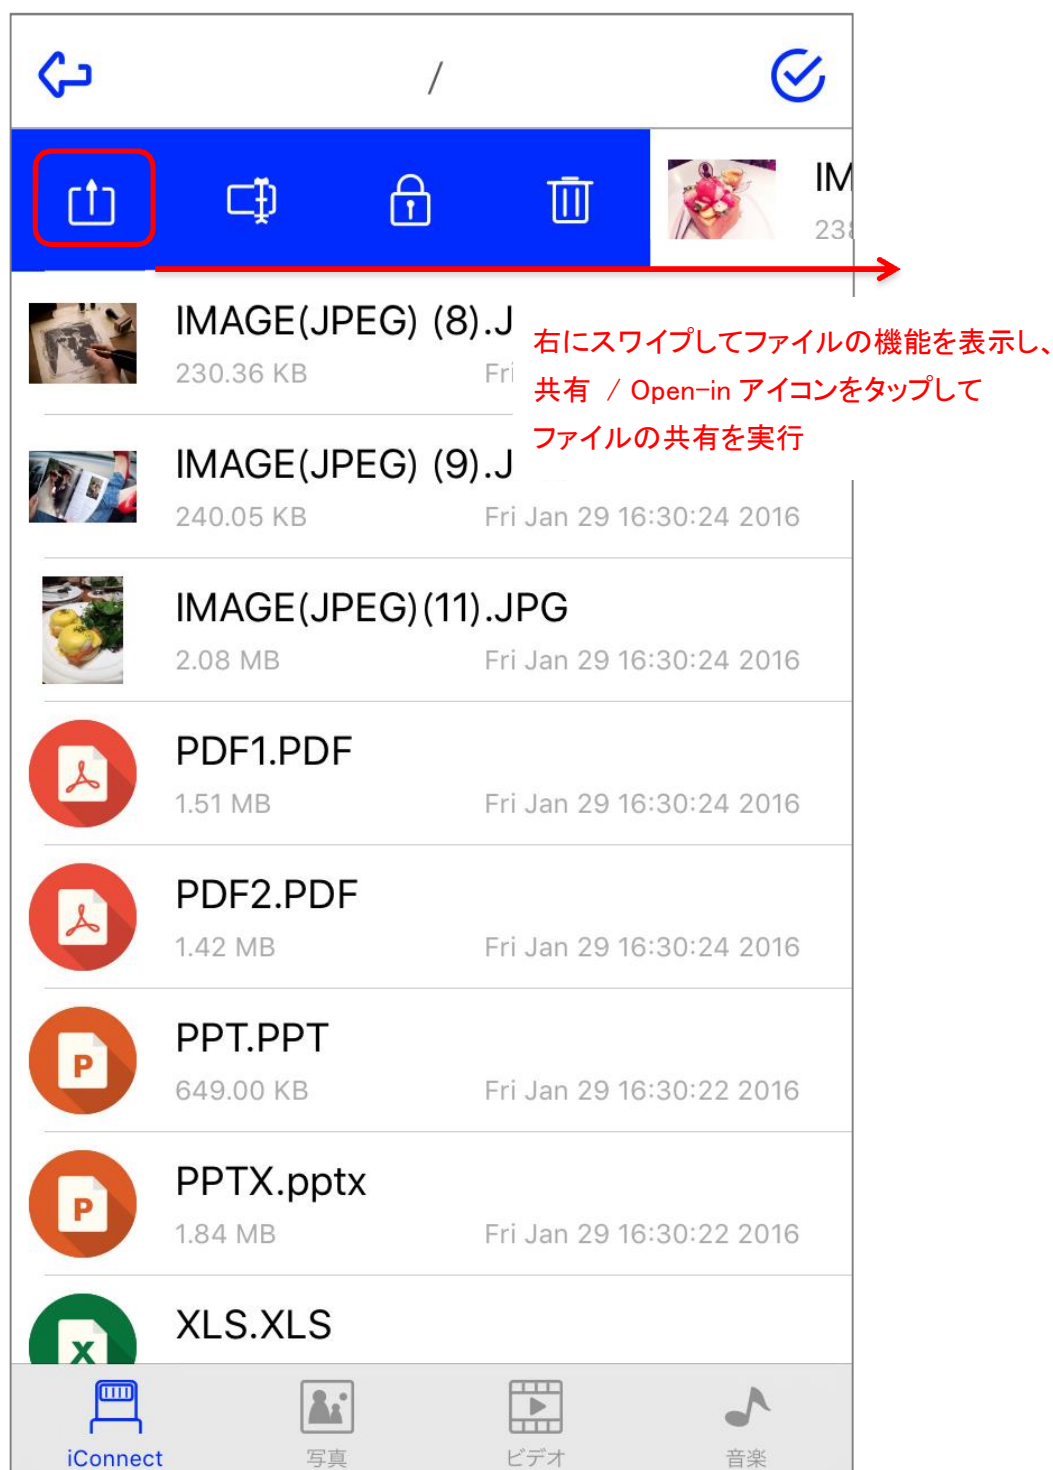 /
IM
238
IMAGE(JPEG) (8).J
230.36 KB Fri
右にスワイプしてファイルの機能を表示し、
共有 / Open-in アイコンをタップして
ファイルの共有を実行
IMAGE(JPEG) (9).J
240.05 KB Fri Jan 29 16:30:24 2016
IMAGE(JPEG)(11).JPG
2.08 MB Fri Jan 29 16:30:24 2016
PDF1.PDF
1.51 MB Fri Jan 29 16:30:24 2016
PDF2.PDF
1.42 MB Fri Jan 29 16:30:24 2016
P
PPT.PPT
649.00 KB Fri Jan 29 16:30:22 2016
P
PPTX.pptx
1.84 MB Fri Jan 29 16:30:22 2016
X
XLS.XLS
iConnect 写真 ビデオ 音楽